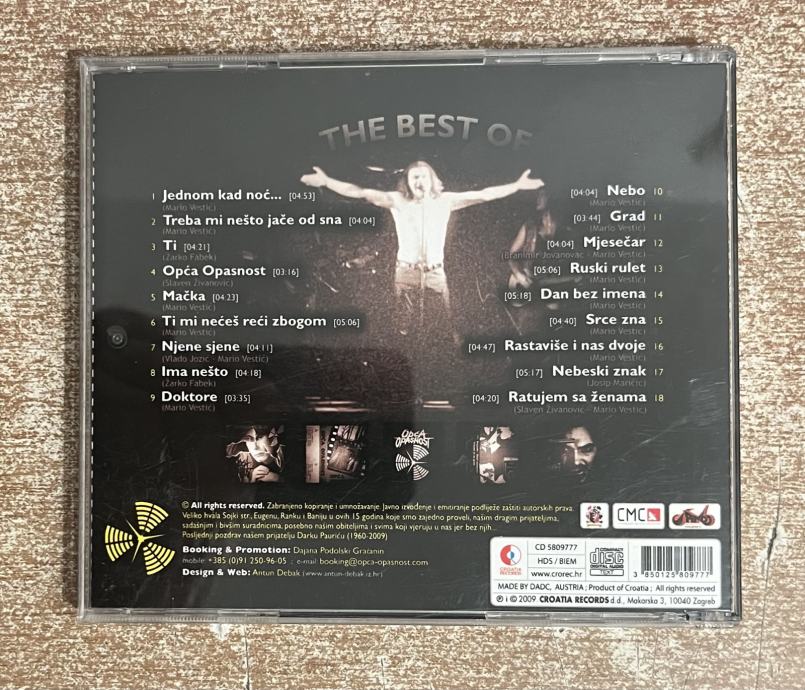 THE BEST OF
1 Jednom kad noć... [04:53]
(Mario Vestić)
2 Treba mi nešto jače od sna [04:04]
(Mario Vestić)
3 Ti [04:21]
(Žarko Fabek)
4 Opća Opasnost [03:16]
(Slaven Živanović)
5 Mačka [04:23]
(Mario Vestić)
6 Ti mi nećeš reći zbogom [05:06]
(Mario Vestić)
7 Njene sjene [04:11]
(Vlado Jozić - Mario Vestić)
8 Ima nešto [04:18]
(Žarko Fabek)
9 Doktore [03:35]
(Mario Vestić)
[04:04] Nebo 10
(Mario Vestić)
[03:44] Grad 11
(Mario Vestić)
[04:04] Mjesečar 12
(Branimir Jovanovac - Mario Vestić)
[05:06] Ruski rulet 13
(Mario Vestić)
[05:18] Dan bez imena 14
(Mario Vestić)
[04:40] Srce zna 15
(Mario Vestić)
[04:47] Rastaviše i nas dvoje 16
(Mario Vestić)
[05:17] Nebeski znak 17
(Josip Maričić)
[04:20] Ratujem sa ženama 18
(Slaven Živanović - Mario Vestić)
OPĆA
OPASNOST
© All rights reserved. Zabranjeno kopiranje i umnožavanje. Javno izvođenje i emitiranje podliježe zaštiti autorskih prava.
Veliko hvala Sojki str., Eugenu, Ranku i Baniju u ovih 15 godina koje smo zajedno proveli, našim dragim prijateljima,
sadašnjim i bivšim suradnicima, posebno našim obiteljima i svima koji vjeruju u nas jer bez njih...
Posljednji pozdrav našem prijatelju Darku Pauriću (1960-2009)
Booking & Promotion: Dajana Podolski Građanin
mobile: +385 (0)91 250-96-05 e-mail: booking@opca-opasnost.com
Design & Web: Antun Debak (www.antun-debak.iz.hr)
CMC
CROATIA
RECORDS
CD 5809777
HDS / BIEM
www.crorec.hr
COMPACT
disc
DIGITAL AUDIO
TEXT
3 850125 809777
MADE BY DADC, AUSTRIA; Product of Croatia; All rights reserved
℗ i © 2009 CROATIA RECORDS d.d., Makarska 3, 10040 Zagreb